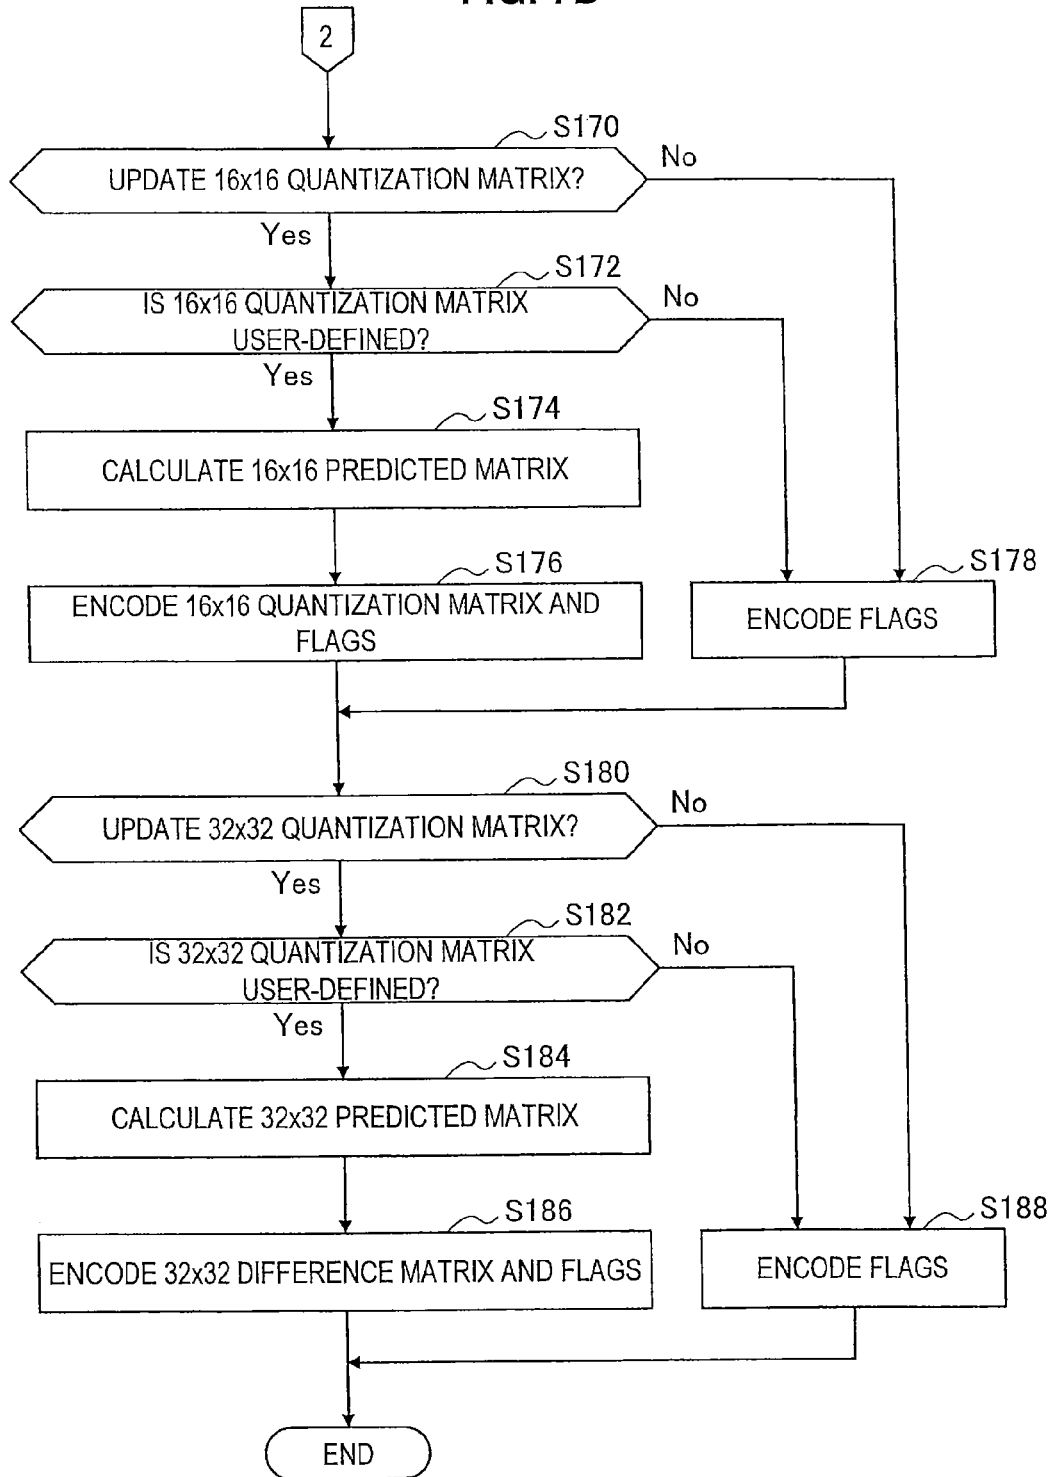 2
S170
UPDATE 16x16 QUANTIZATION MATRIX?
No
Yes
S172
IS 16x16 QUANTIZATION MATRIX
USER-DEFINED?
No
Yes
S174
CALCULATE 16x16 PREDICTED MATRIX
S176
ENCODE 16x16 QUANTIZATION MATRIX AND
FLAGS
S178
ENCODE FLAGS
S180
UPDATE 32x32 QUANTIZATION MATRIX?
No
Yes
S182
IS 32x32 QUANTIZATION MATRIX
USER-DEFINED?
No
Yes
S184
CALCULATE 32x32 PREDICTED MATRIX
S186
ENCODE 32x32 DIFFERENCE MATRIX AND FLAGS
S188
ENCODE FLAGS
END